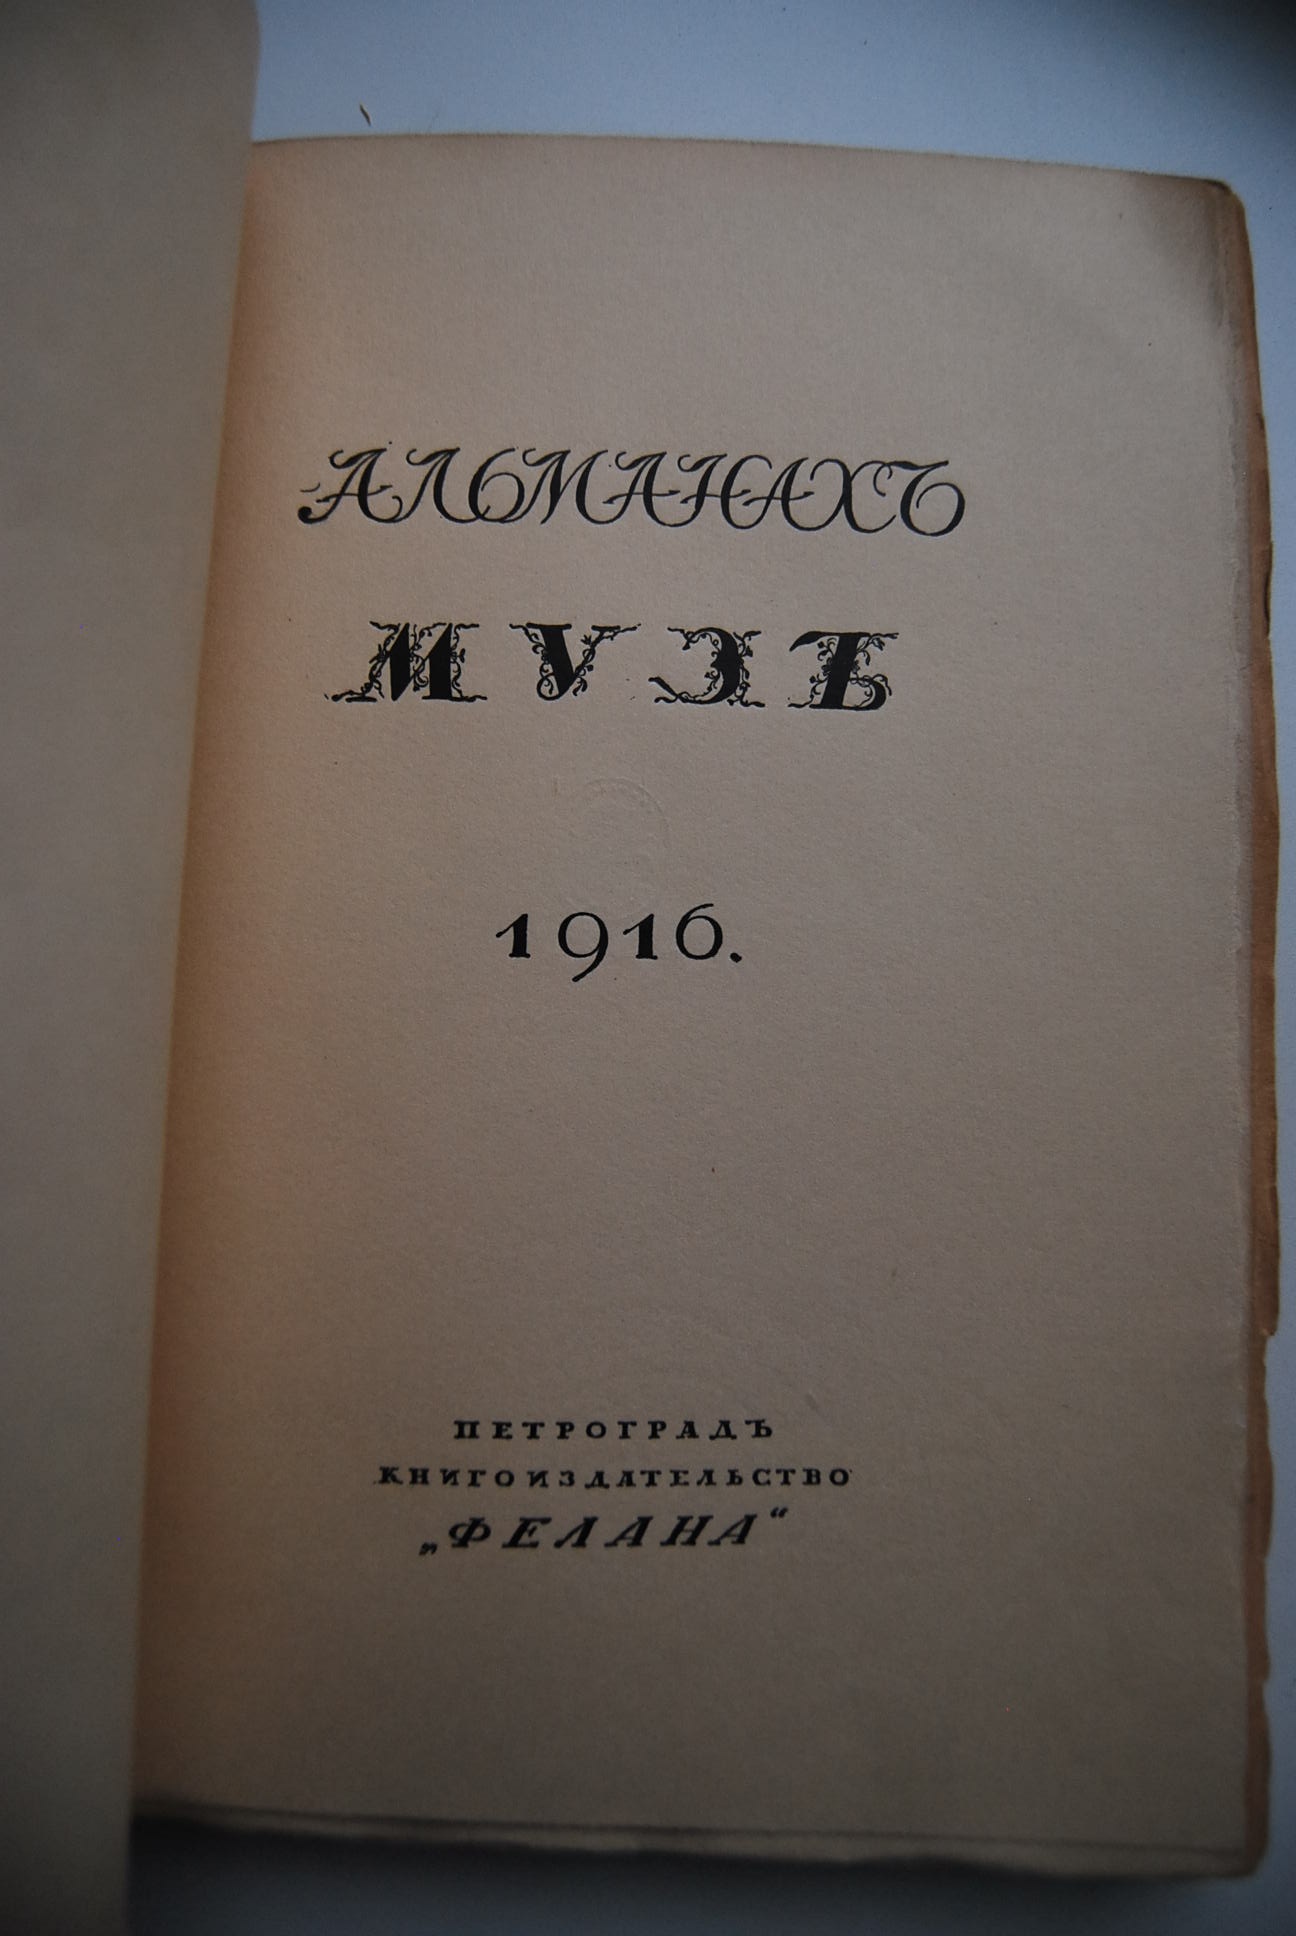 АЛЬМАНАХЪ
МУЗЪ
1916.
ПЕТРОГРАДЪ
КНИГОИЗДАТЕЛЬСТВО
„ФЕЛАНА“